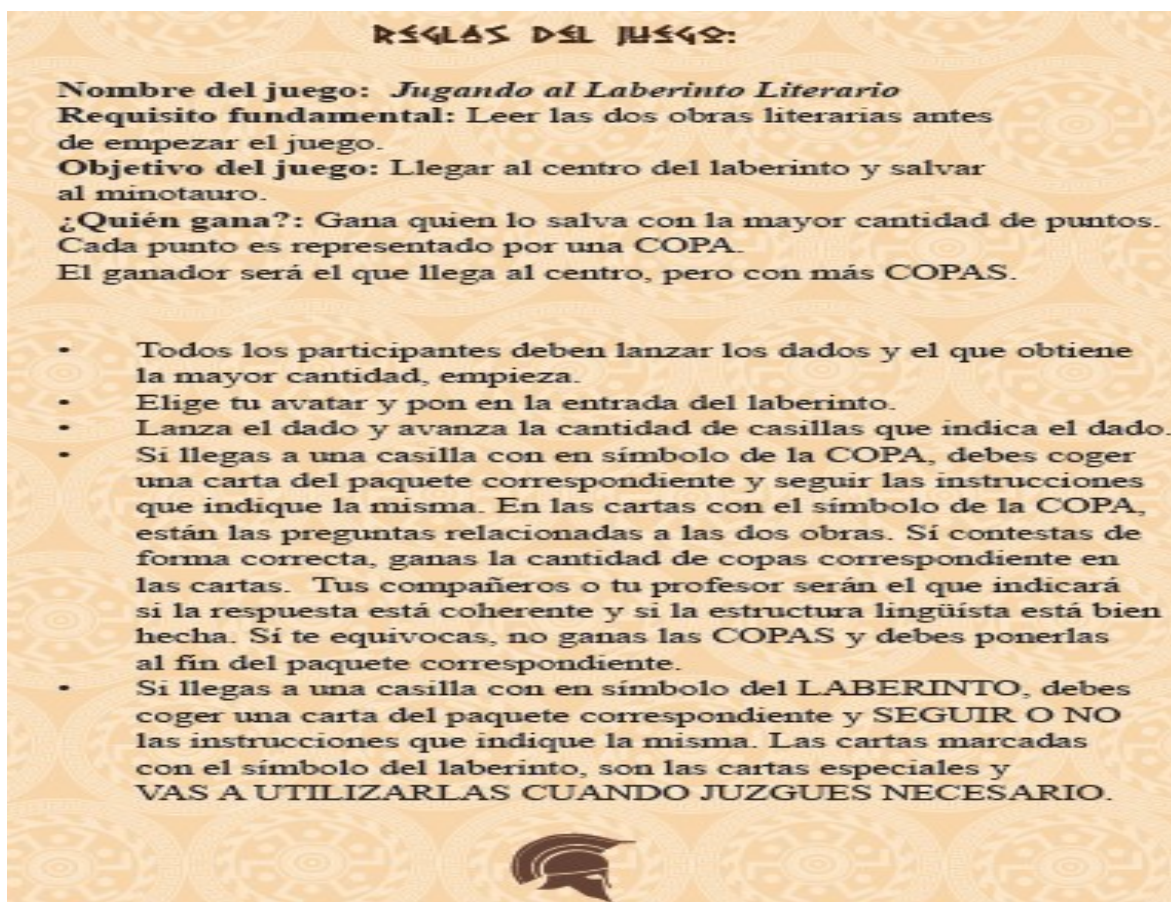 REGLAS DEL JUEGO:
Nombre del juego: Jugando al Laberinto Literario
Requisito fundamental: Leer las dos obras literarias antes
de empezar el juego.
Objetivo del juego: Llegar al centro del laberinto y salvar
al minotauro.
¿Quién gana?: Gana quien lo salva con la mayor cantidad de puntos.
Cada punto es representado por una COPA.
El ganador será el que llega al centro, pero con más COPAS.
• Todos los participantes deben lanzar los dados y el que obtiene
la mayor cantidad, empieza.
• Elige tu avatar y pon en la entrada del laberinto.
• Lanza el dado y avanza la cantidad de casillas que indica el dado.
• Si llegas a una casilla con en símbolo de la COPA, debes coger
una carta del paquete correspondiente y seguir las instrucciones
que indique la misma. En las cartas con el símbolo de la COPA,
están las preguntas relacionadas a las dos obras. Sí contestas de
forma correcta, ganas la cantidad de copas correspondiente en
las cartas. Tus compañeros o tu profesor serán el que indicará
si la respuesta está coherente y si la estructura lingüísta está bien
hecha. Sí te equivocas, no ganas las COPAS y debes ponerlas
al fin del paquete correspondiente.
• Si llegas a una casilla con en símbolo del LABERINTO, debes
coger una carta del paquete correspondiente y SEGUIR O NO
las instrucciones que indique la misma. Las cartas marcadas
con el símbolo del laberinto, son las cartas especiales y
VAS A UTILIZARLAS CUANDO JUZGUES NECESARIO.